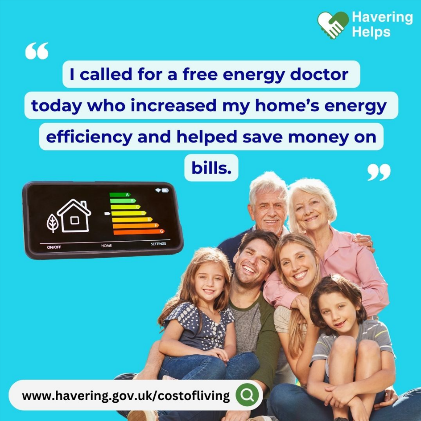 Havering
Helps
“
I called for a free energy doctor
today who increased my home’s energy
efficiency and helped save money on
bills.
”
A
ON/OFF HOME SETTINGS
www.havering.gov.uk/costofliving